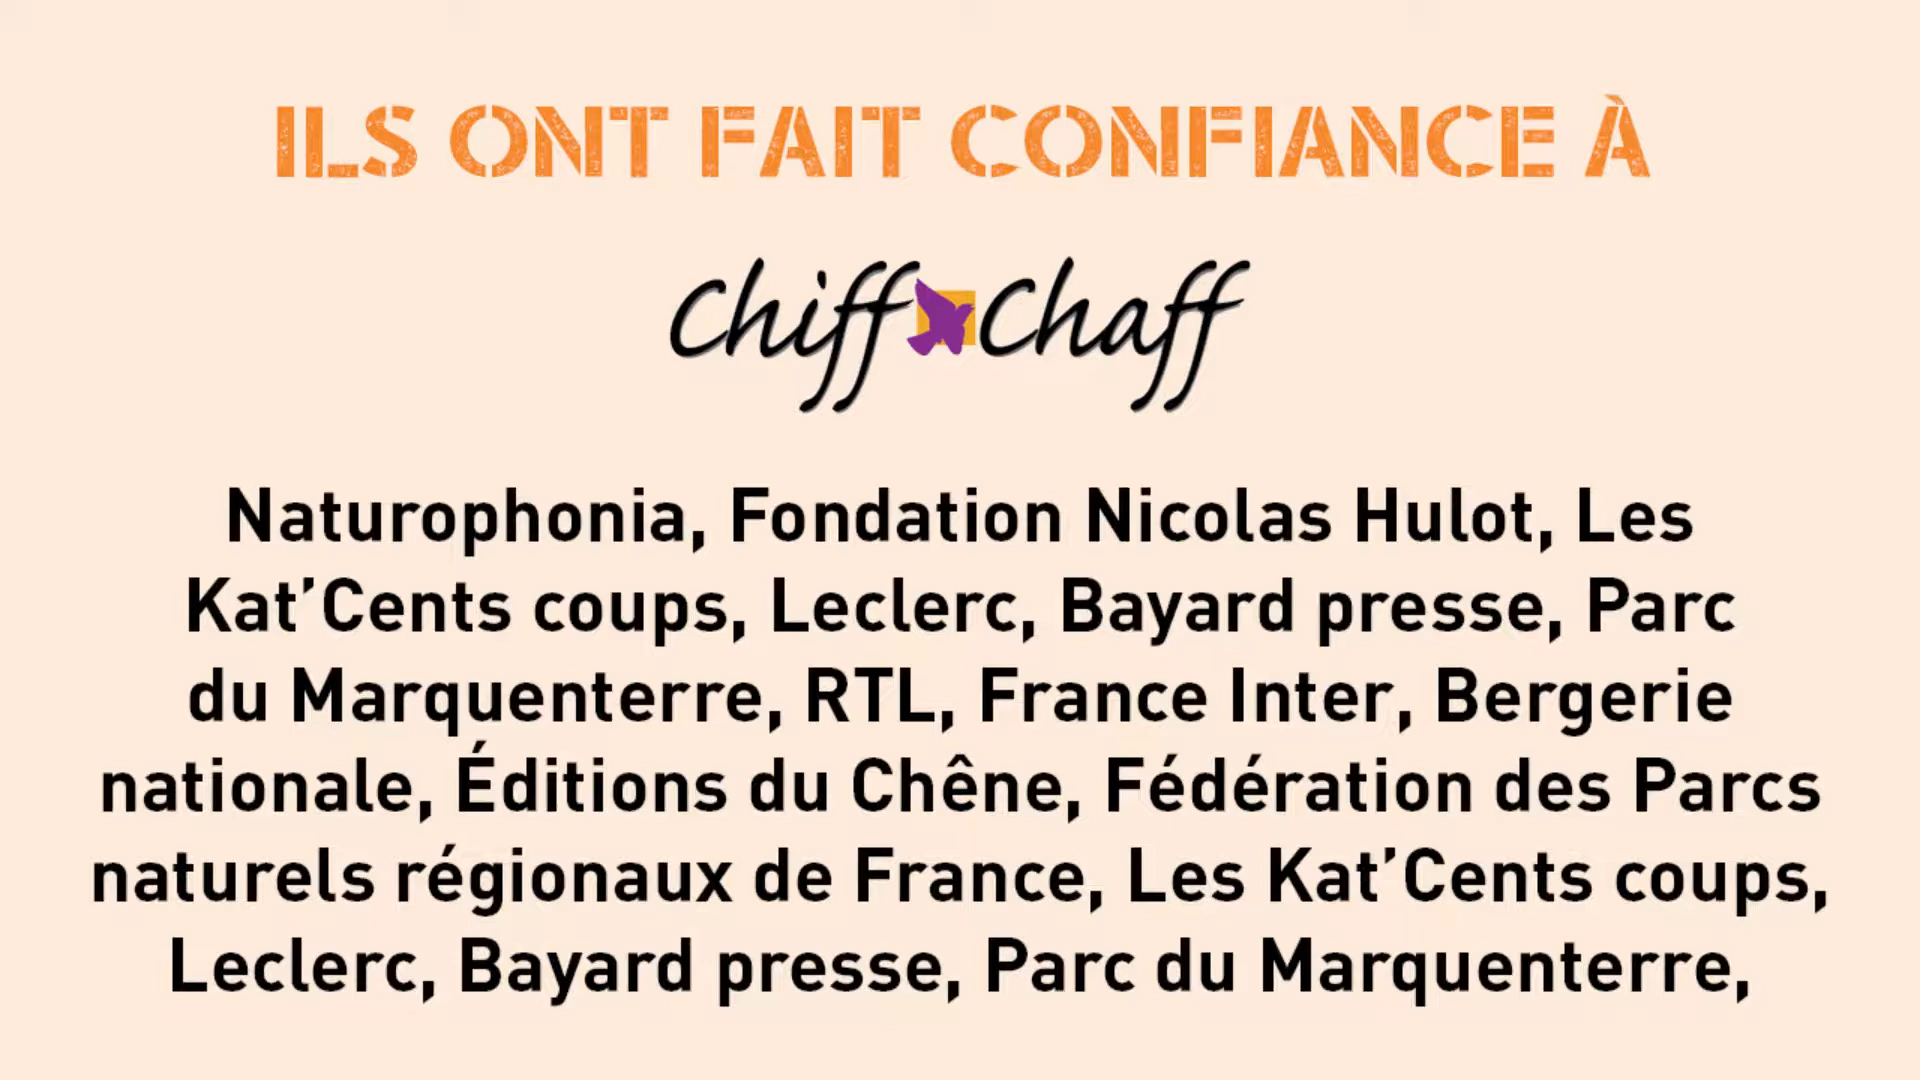 ILS ONT FAIT CONFIANCE À
Chiff Chaff
Naturophonia, Fondation Nicolas Hulot, Les
Kat’Cents coups, Leclerc, Bayard presse, Parc
du Marquenterre, RTL, France Inter, Bergerie
nationale, Éditions du Chêne, Fédération des Parcs
naturels régionaux de France, Les Kat’Cents coups,
Leclerc, Bayard presse, Parc du Marquenterre,